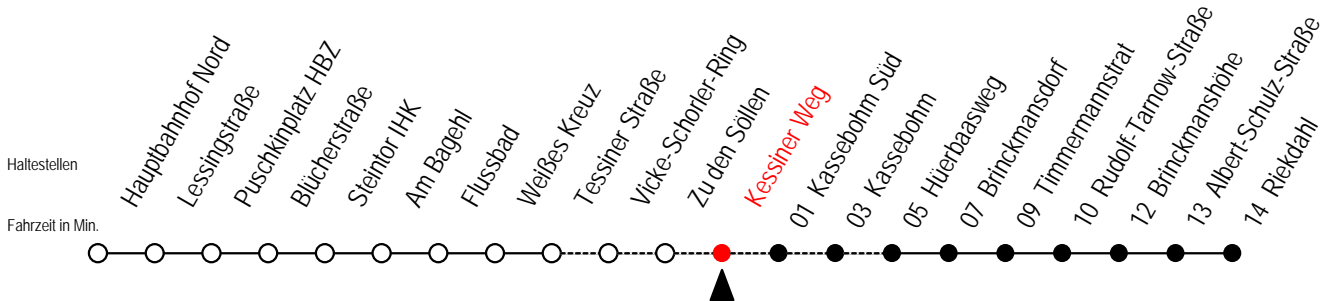 Haltestellen
Hauptbahnhof Nord
Lessingstraße
Puschkinplatz HBZ
Blücherstraße
Steintor IHK
Am Bagehl
Flussbad
Weißes Kreuz
Tessiner Straße
Vicke-Schorler-Ring
Zu den Söllen
Kessiner Weg
01 Kassebohm Süd
03 Kassebohm
05 Hüerbaasweg
07 Brinckmansdorf
09 Timmermannstrat
10 Rudolf-Tarnow-Straße
12 Brinckmanshöhe
13 Albert-Schulz-Straße
14 Riekdahl
Fahrzeit in Min.